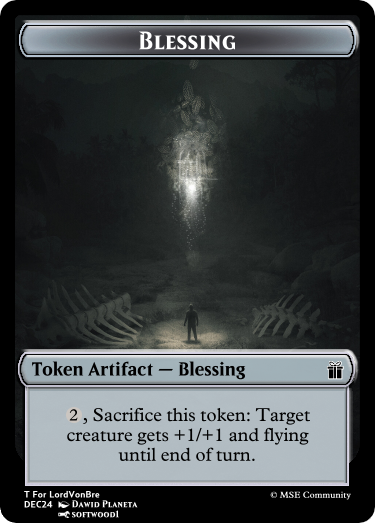 Blessing
Token Artifact — Blessing
2, Sacrifice this token: Target
creature gets +1/+1 and flying
until end of turn.
T For LordVonBre
DEC24 Dawid Planeta
softwood1
© MSE Community